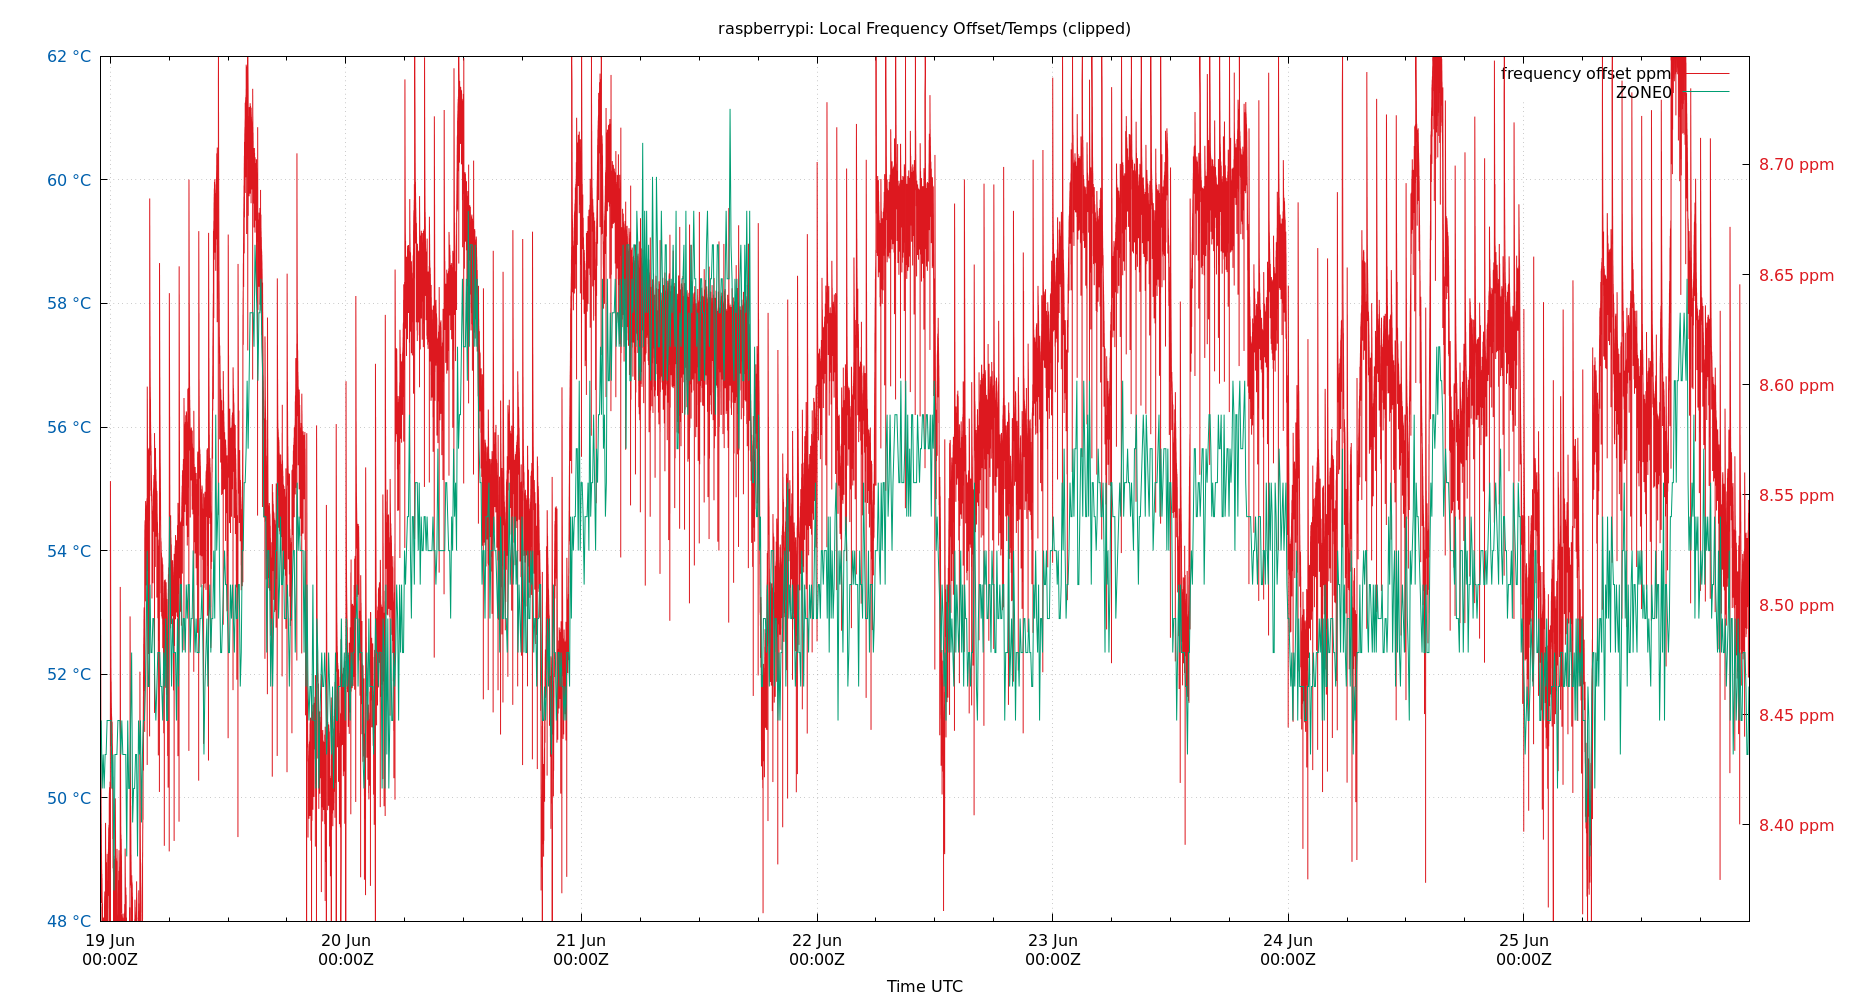 raspberrypi: Local Frequency Offset/Temps (clipped)
62 °C
60 °C
58 °C
56 °C
54 °C
52 °C
50 °C
48 °C
frequency offset ppm
ZONE0
8.70 ppm
8.65 ppm
8.60 ppm
8.55 ppm
8.50 ppm
8.45 ppm
8.40 ppm
19 Jun 20 Jun 21 Jun 22 Jun 23 Jun 24 Jun 25 Jun
00:00Z 00:00Z 00:00Z 00:00Z 00:00Z 00:00Z 00:00Z
Time UTC